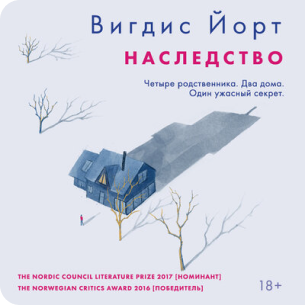 Вигдис Йорт
НАСЛЕДСТВО
Четыре родственника. Два дома.
Один ужасный секрет.
THE NORDIC COUNCIL LITERATURE PRIZE 2017 [НОМИНАНТ]
THE NORWEGIAN CRITICS AWARD 2016 [ПОБЕДИТЕЛЬ]
18+